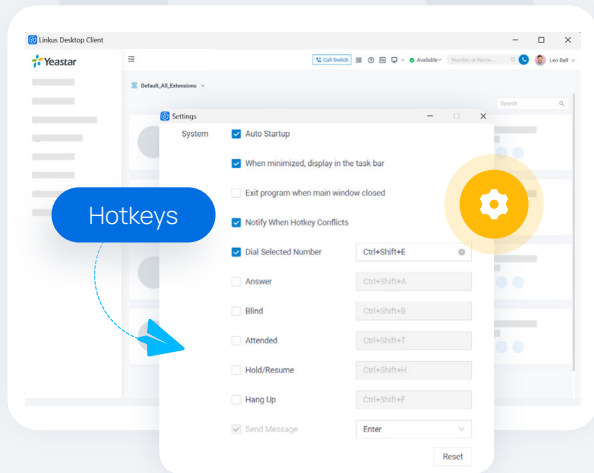 Linkus Desktop Client
Yeastar
Call Switch
Available
Number or Name...
Leo Ball
Default_All_Extensions
Search
Settings
System
Auto Startup
When minimized, display in the task bar
Exit program when main window closed
Notify When Hotkey Conflicts
Hotkeys
Dial Selected Number Ctrl+Shift+E
Answer Ctrl+Shift+A
Blind Ctrl+Shift+B
Attended Ctrl+Shift+T
Hold/Resume Ctrl+Shift+H
Hang Up Ctrl+Shift+F
Send Message Enter
Reset